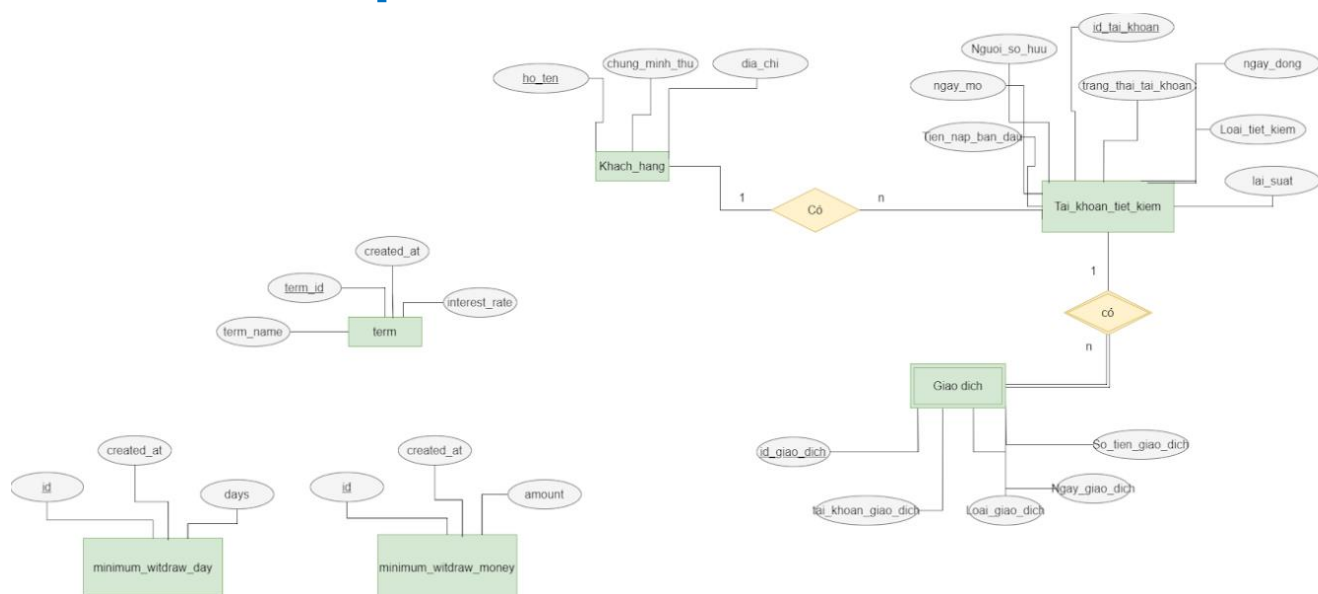 id_tai_khoan
Nguoi_so_huu
chung_minh_thu
dia_chi
ngay_dong
ho_ten
ngay_mo
trang_thai_tai_khoan
Tien_nap_ban_dau
Loai_tiet_kiem
Khach_hang
lai_suat
1
Có
n
Tai_khoan_tiet_kiem
created_at
1
term_id
interest_rate
có
term_name
term
n
Giao dich
created_at
created_at
So_tien_giao_dich
id_giao_dich
id
days
id
amount
Ngay_giao_dich
tai_khoan_giao_dich
Loai_giao_dich
minimum_witdraw_day
minimum_witdraw_money